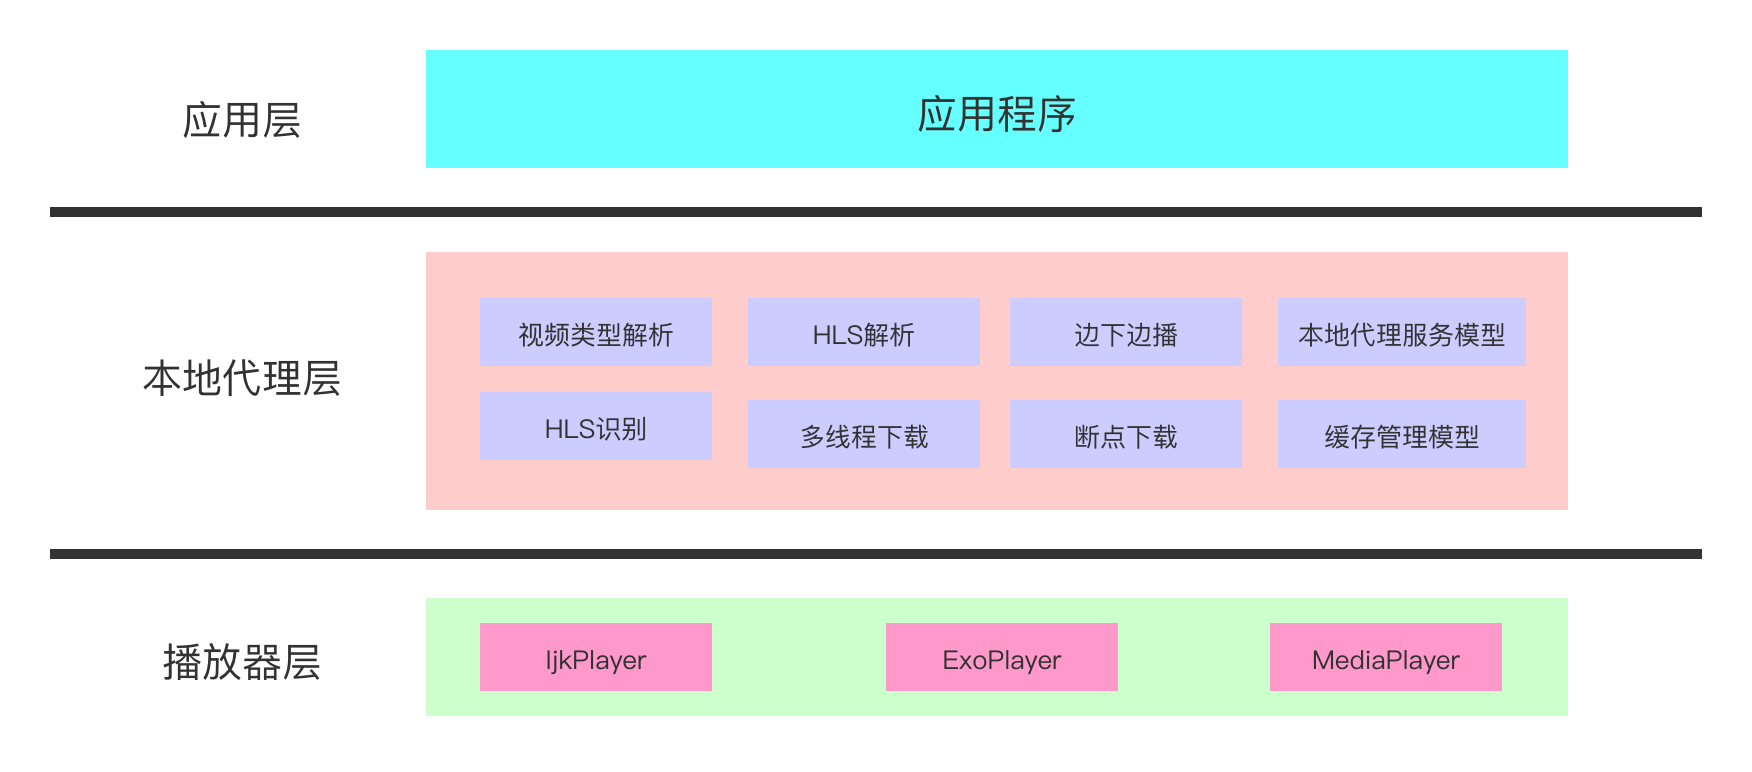 应用层
应用程序
本地代理层
视频类型解析
HLS解析
边下边播
本地代理服务模型
HLS识别
多线程下载
断点下载
缓存管理模型
播放器层
IjkPlayer
ExoPlayer
MediaPlayer